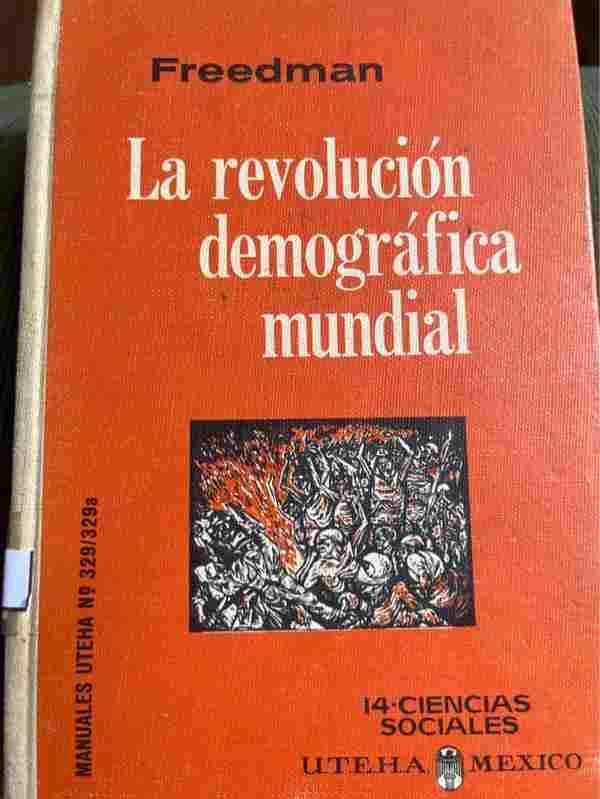 Freedman
La revolución
demográfica
mundial
MANUALES UTEHA Nº 329/329a
14-CIENCIAS
SOCIALES
U.T.E.H.A. MEXICO